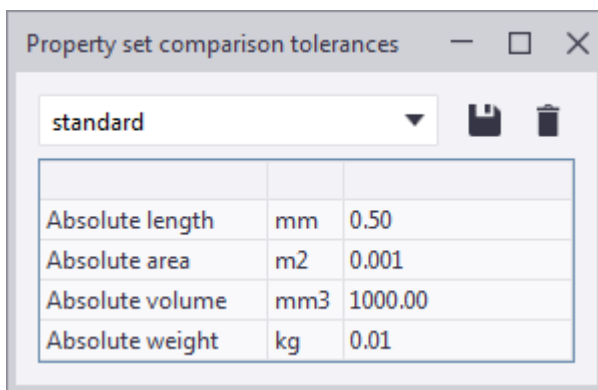 Property set comparison tolerances
standard
Absolute length mm 0.50
Absolute area m2 0.001
Absolute volume mm3 1000.00
Absolute weight kg 0.01